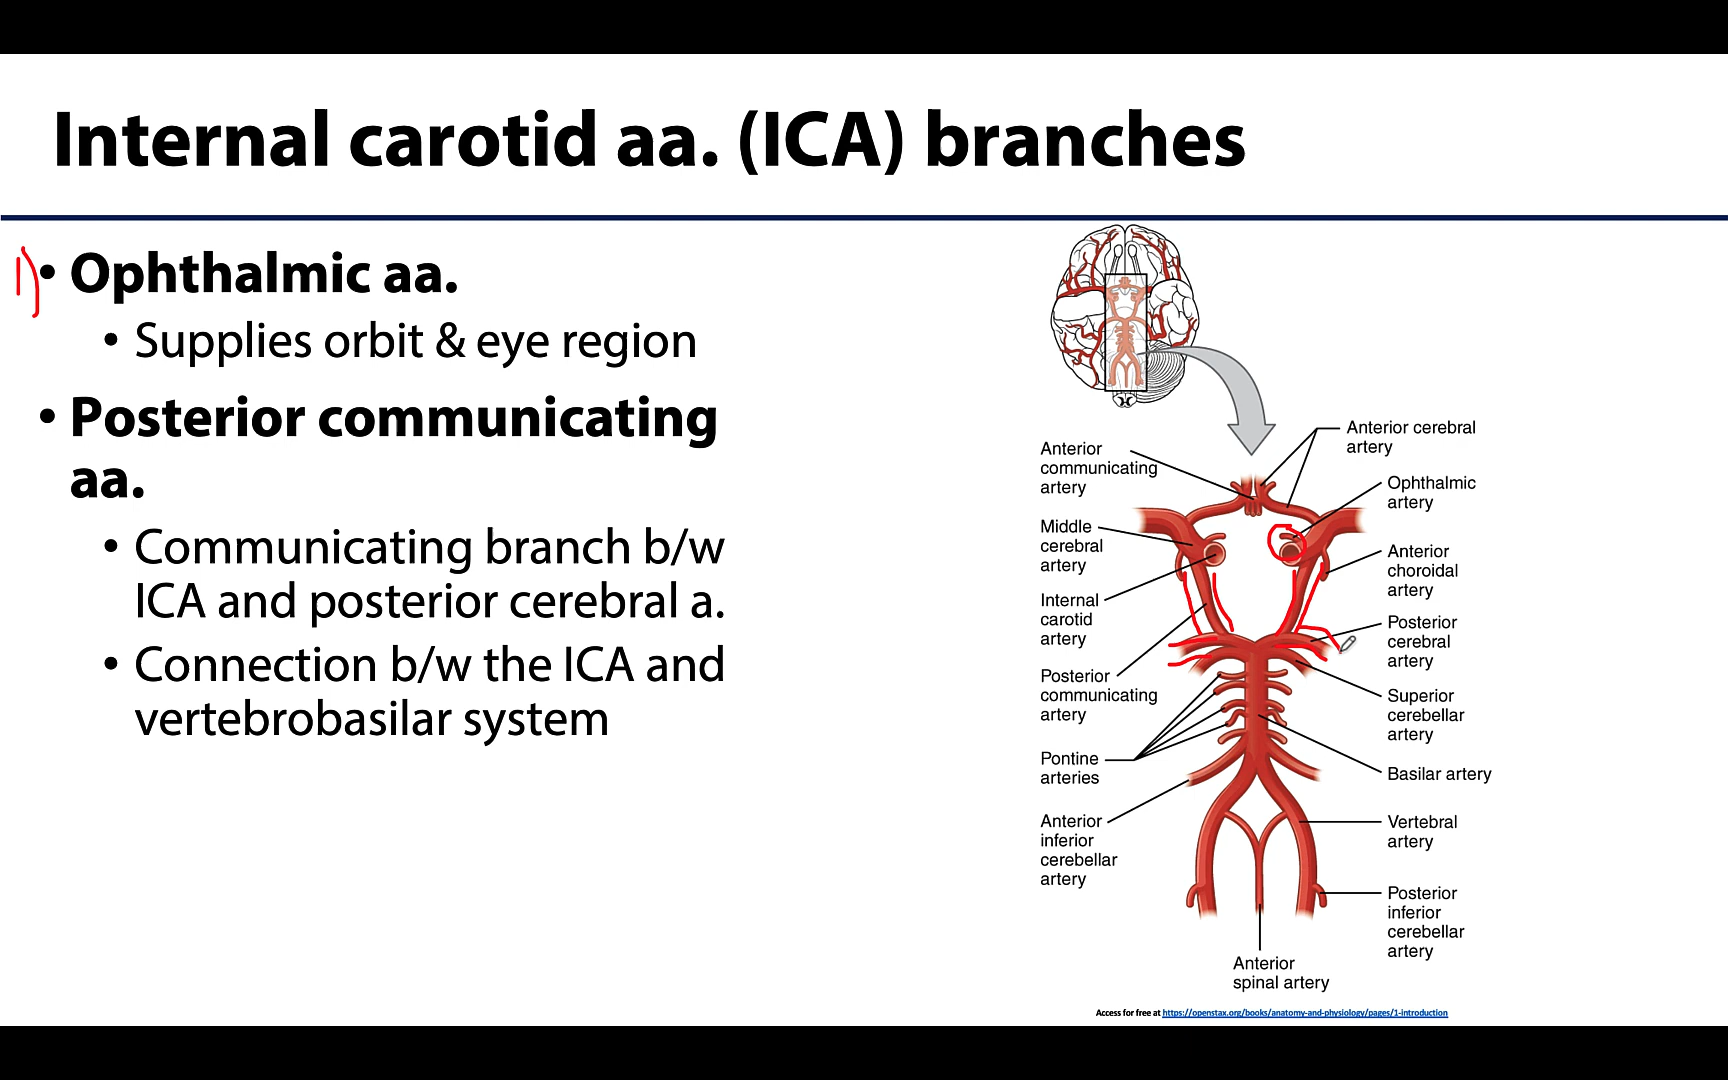 Internal carotid aa. (ICA) branches
1)
• Ophthalmic aa.
• Supplies orbit & eye region
• Posterior communicating
aa.
• Communicating branch b/w
ICA and posterior cerebral a.
• Connection b/w the ICA and
vertebrobasilar system
Anterior
communicating
artery
Middle
cerebral
artery
Internal
carotid
artery
Posterior
communicating
artery
Pontine
arteries
Anterior
inferior
cerebellar
artery
Anterior cerebral
artery
Ophthalmic
artery
Anterior
choroidal
artery
Posterior
cerebral
artery
Superior
cerebellar
artery
Basilar artery
Vertebral
artery
Posterior
inferior
cerebellar
artery
Anterior
spinal artery
Access for free at https://openstax.org/books/anatomy-and-physiology/pages/1-introduction